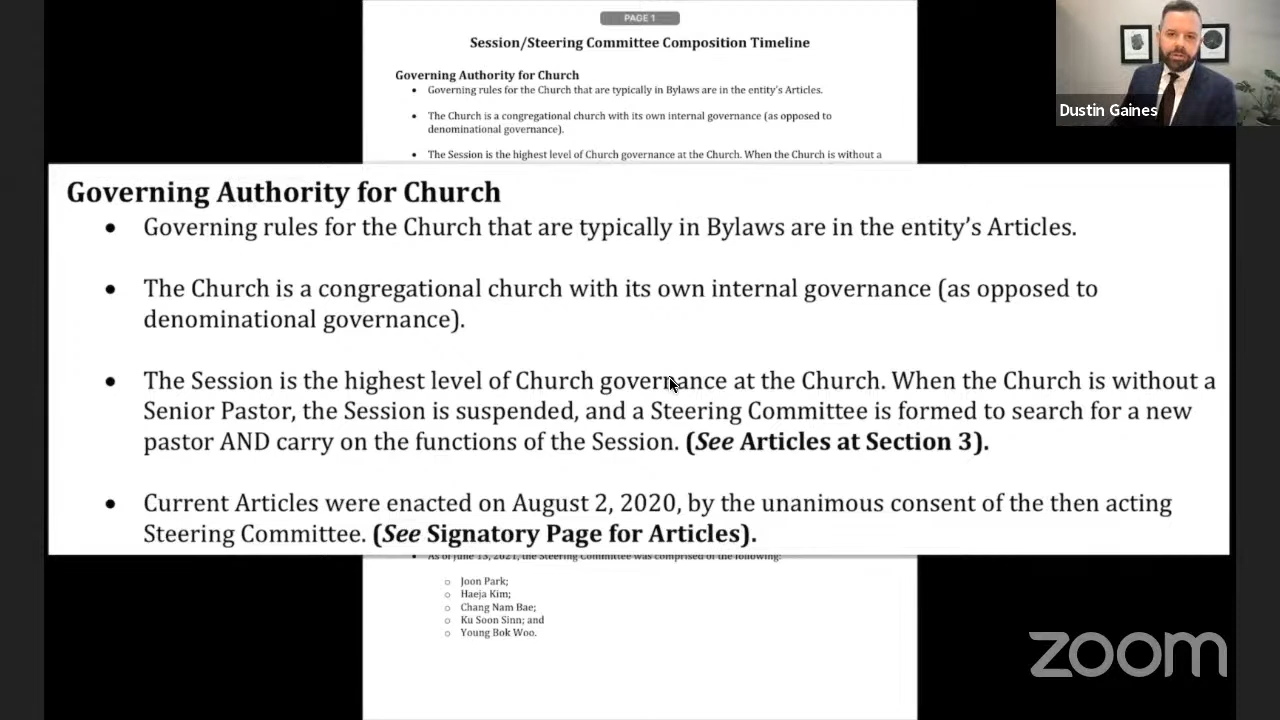 PAGE 1
Session/Steering Committee Composition Timeline
Governing Authority for Church
• Governing rules for the Church that are typically in Bylaws are in the entity's Articles.
• The Church is a congregational church with its own internal governance (as opposed to
denominational governance).
• The Session is the highest level of Church governance at the Church. When the Church is without a
Dustin Gaines
Governing Authority for Church
• Governing rules for the Church that are typically in Bylaws are in the entity's Articles.
• The Church is a congregational church with its own internal governance (as opposed to
denominational governance).
• The Session is the highest level of Church governance at the Church. When the Church is without a
Senior Pastor, the Session is suspended, and a Steering Committee is formed to search for a new
pastor AND carry on the functions of the Session. (See Articles at Section 3).
• Current Articles were enacted on August 2, 2020, by the unanimous consent of the then acting
Steering Committee. (See Signatory Page for Articles).
• As of June 13, 2021, the Steering Committee was comprised of the following:
o Joon Park;
o Haeja Kim;
o Chang Nam Bae;
o Ku Soon Sinn; and
o Young Bok Woo.
zoom